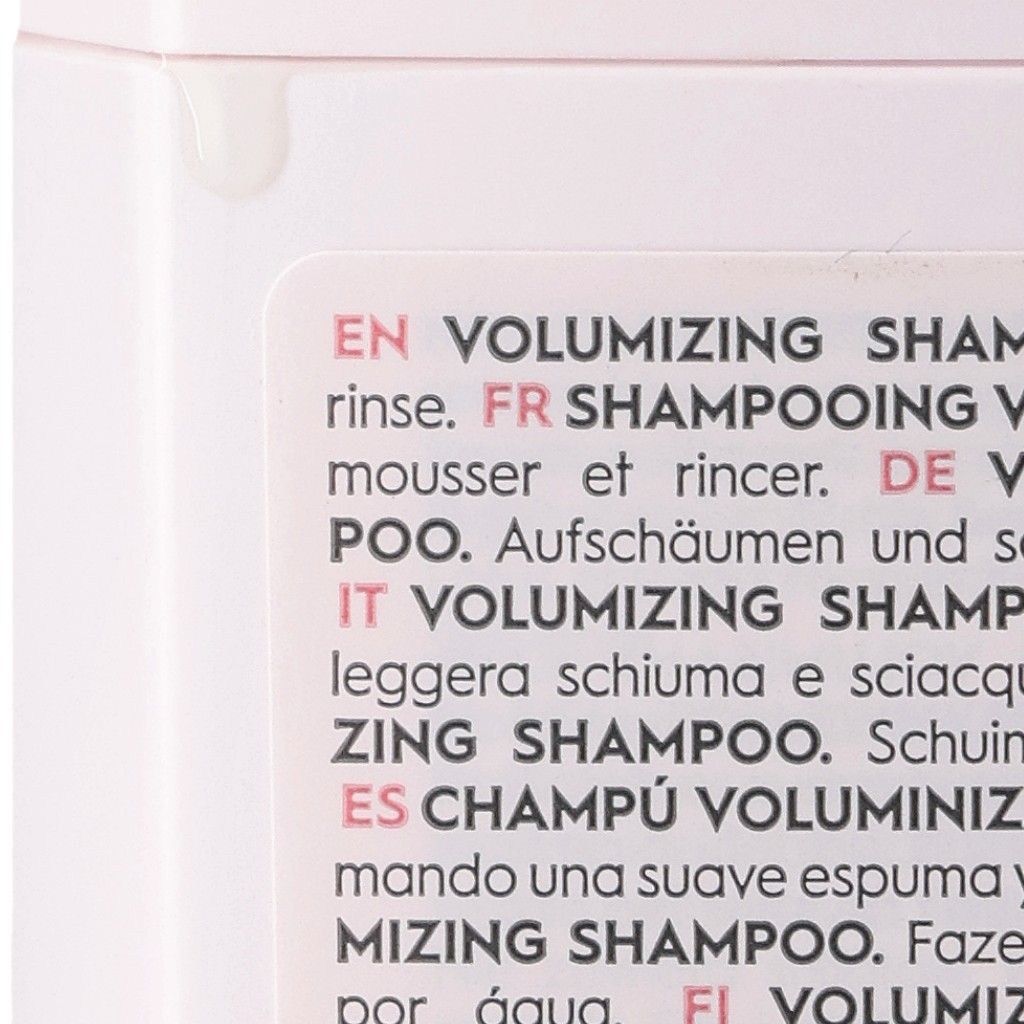 EN VOLUMIZING SHAM
rinse. FR SHAMPOOING V
mousser et rincer. DE V
POO. Aufschäumen und s
IT VOLUMIZING SHAMP
leggera schiuma e sciacqu
ZING SHAMPOO. Schuim
ES CHAMPÚ VOLUMINIZ
mando una suave espuma y
MIZING SHAMPOO. Faze
por água. FI VOLUMIZ